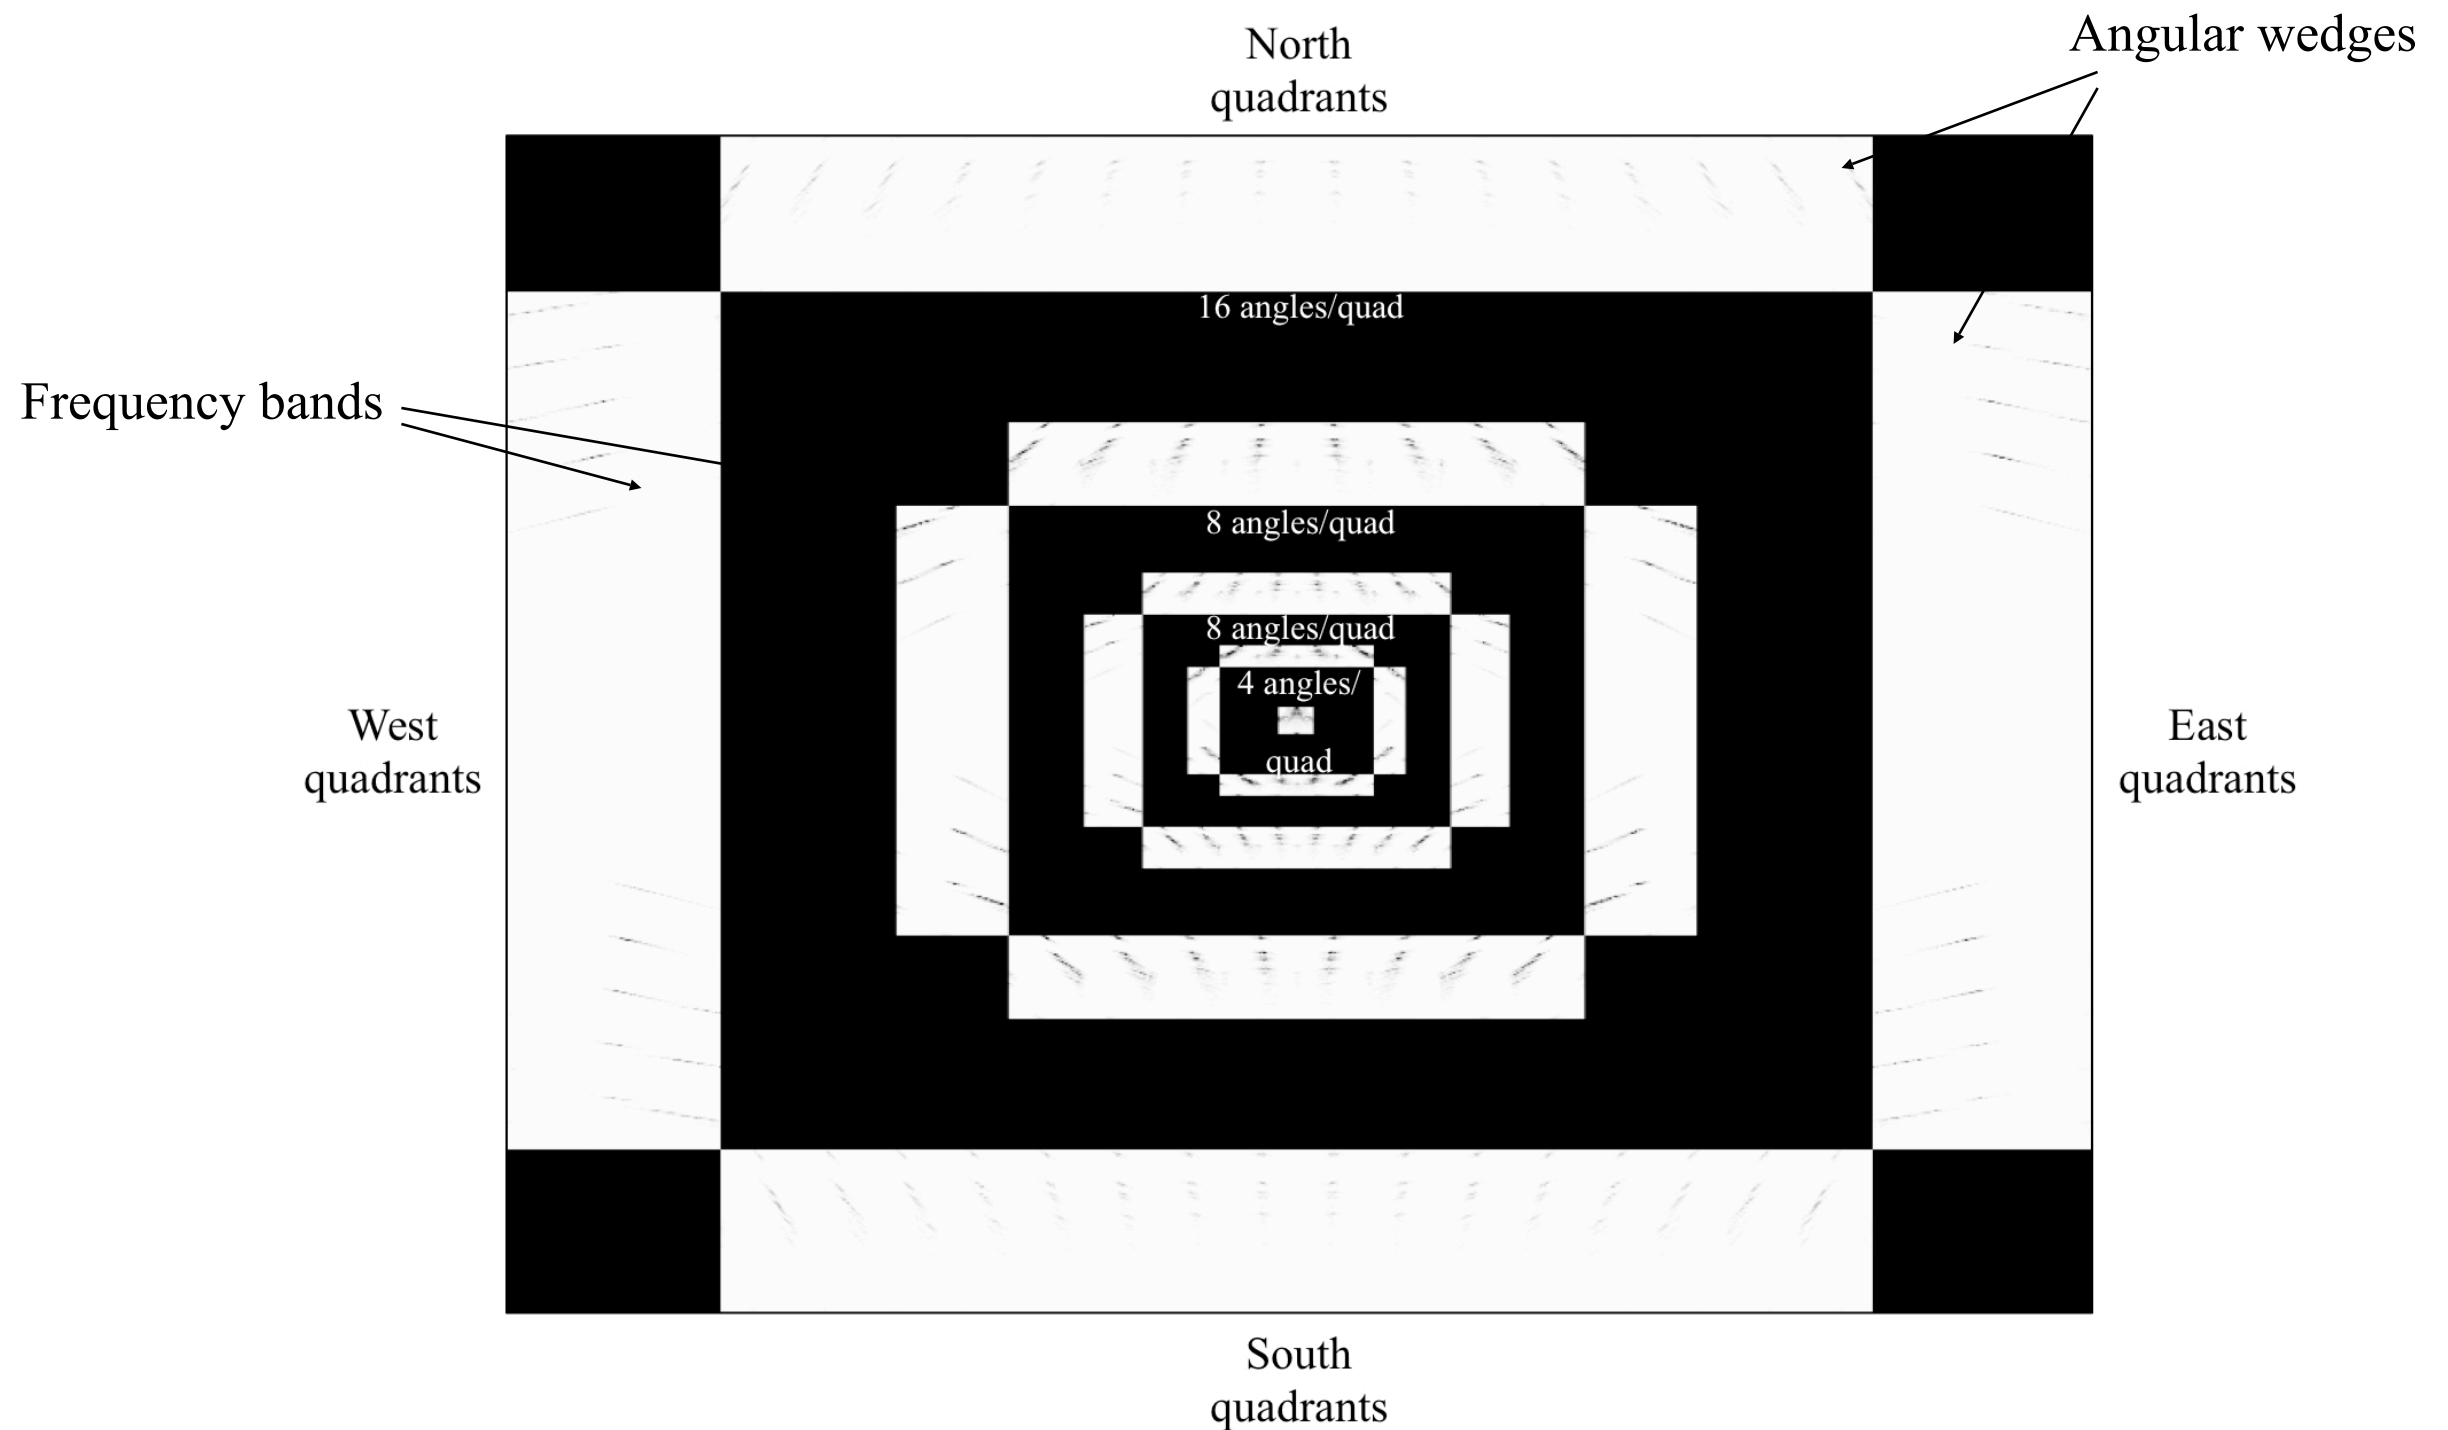 North
quadrants
Angular wedges
16 angles/quad
Frequency bands
8 angles/quad
8 angles/quad
4 angles/
quad
West
quadrants
East
quadrants
South
quadrants